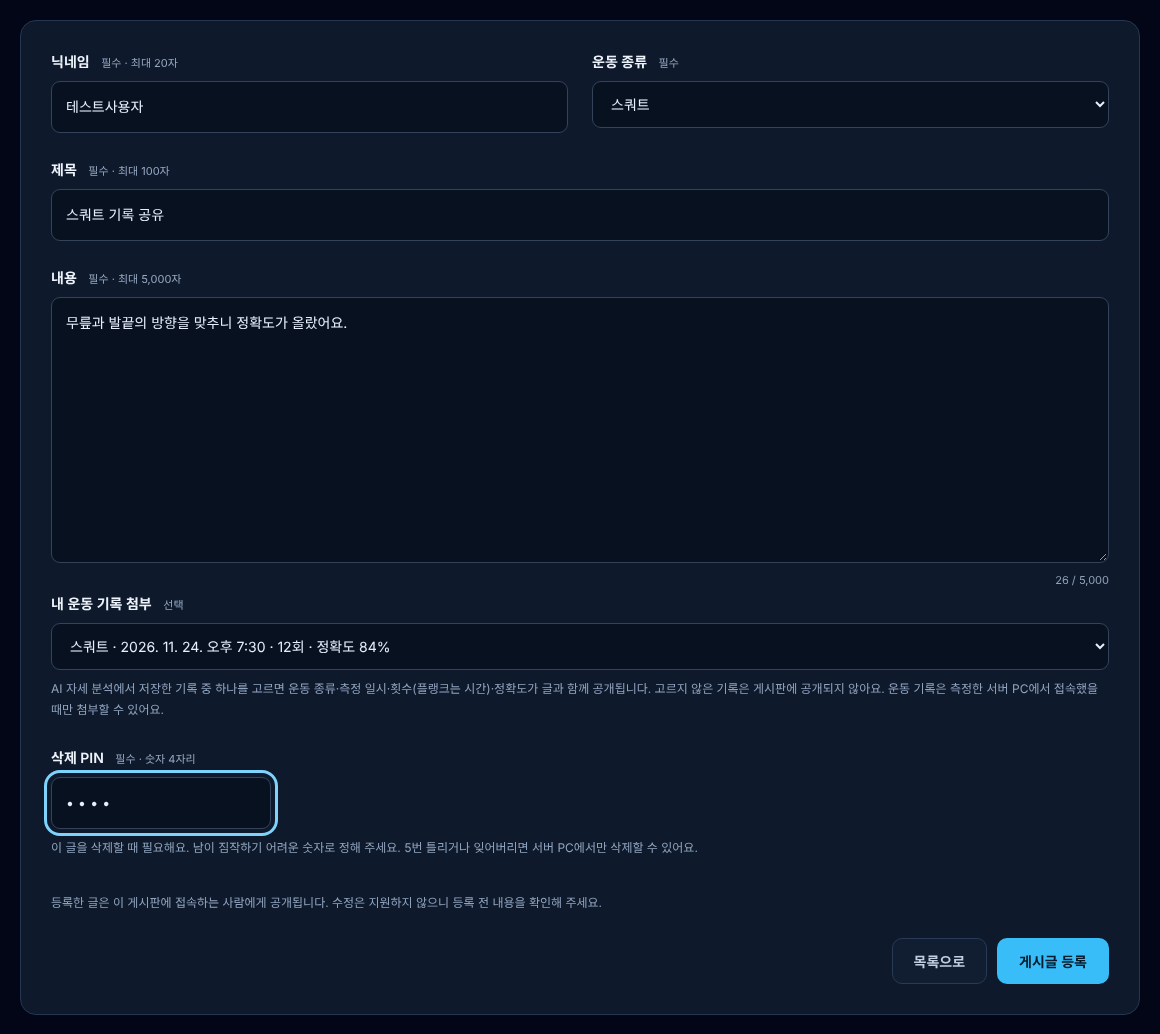 닉네임 필수 · 최대 20자
테스트사용자
운동 종류 필수
스쿼트
제목 필수 · 최대 100자
스쿼트 기록 공유
내용 필수 · 최대 5,000자
무릎과 발끝의 방향을 맞추니 정확도가 올랐어요.
26 / 5,000
내 운동 기록 첨부 선택
스쿼트 · 2026. 11. 24. 오후 7:30 · 12회 · 정확도 84%
AI 자세 분석에서 저장한 기록 중 하나를 고르면 운동 종류·측정 일시·횟수(플랭크는 시간)·정확도가 글과 함께 공개됩니다. 고르지 않은 기록은 게시판에 공개되지 않아요. 운동 기록은 측정한 서버 PC에서 접속했을
때만 첨부할 수 있어요.
삭제 PIN 필수 · 숫자 4자리
••••
이 글을 삭제할 때 필요해요. 남이 짐작하기 어려운 숫자로 정해 주세요. 5번 틀리거나 잊어버리면 서버 PC에서만 삭제할 수 있어요.
등록한 글은 이 게시판에 접속하는 사람에게 공개됩니다. 수정은 지원하지 않으니 등록 전 내용을 확인해 주세요.
목록으로
게시글 등록